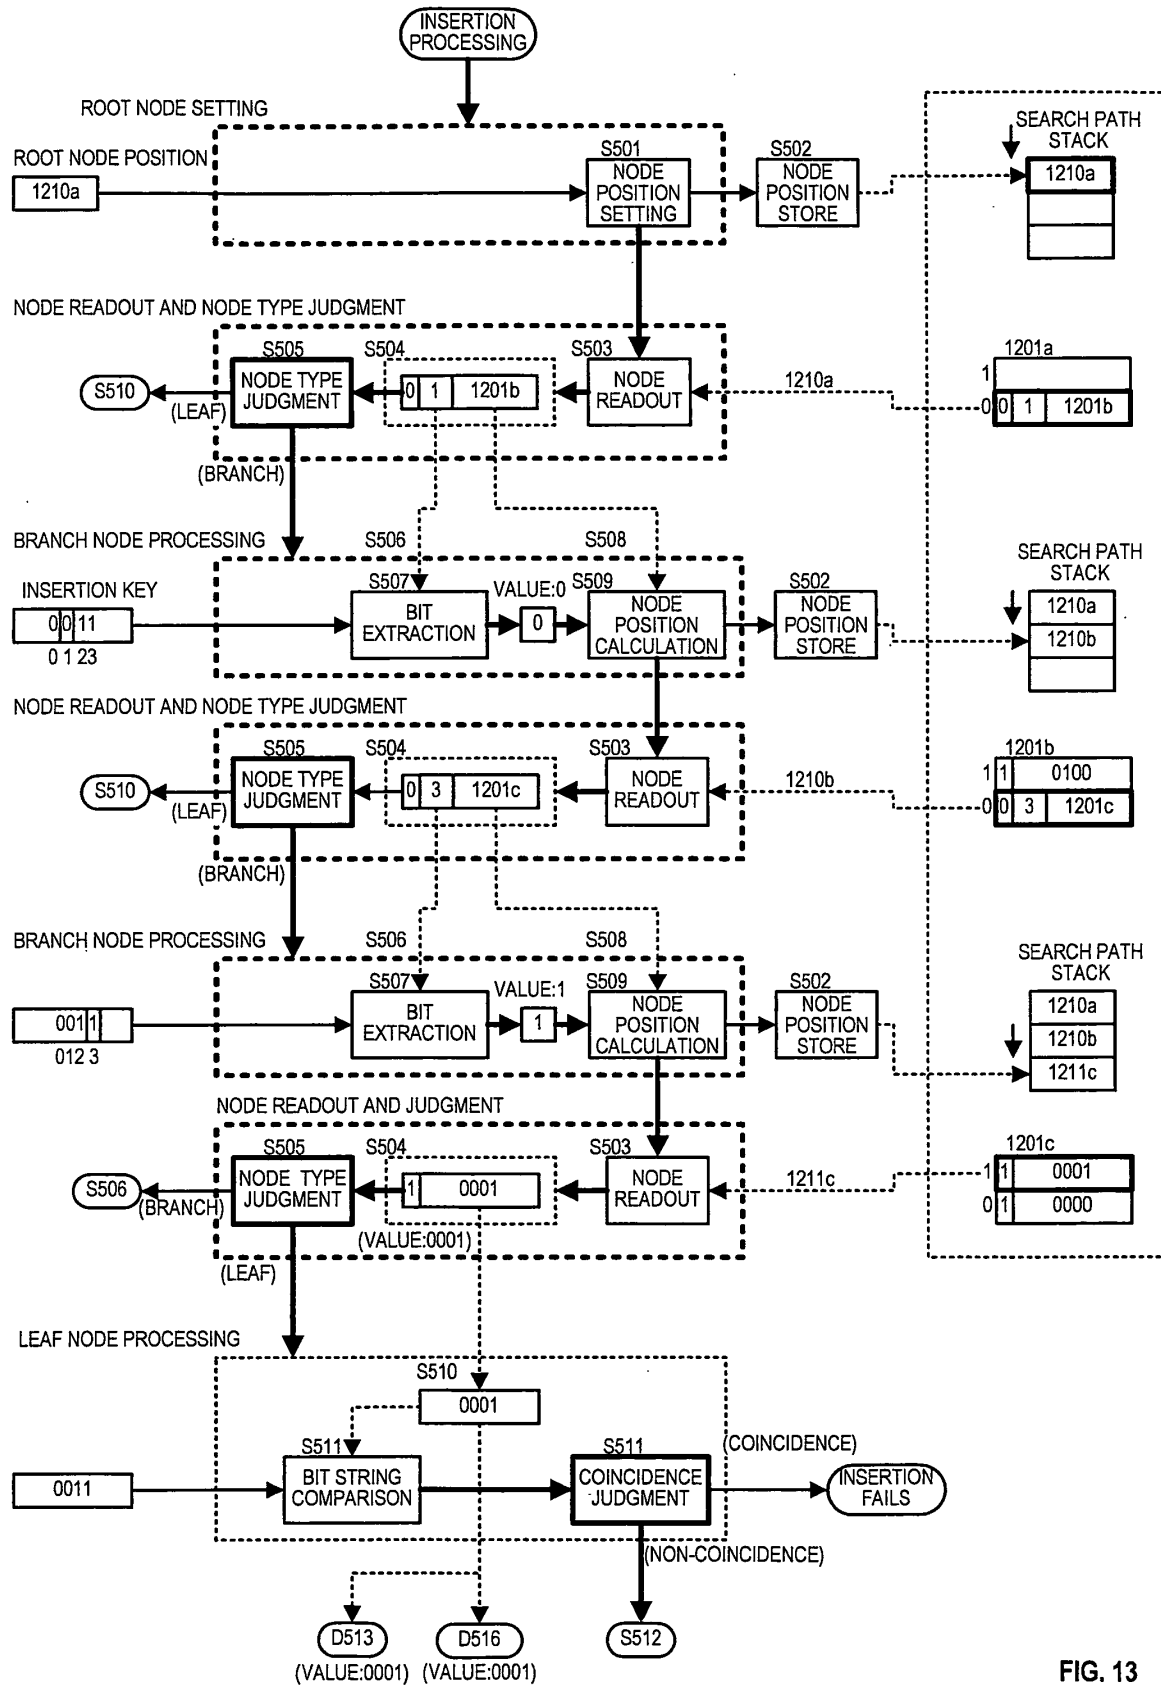 INSERTION
PROCESSING
ROOT NODE SETTING
SEARCH PATH
STACK
ROOT NODE POSITION
S501
S502
1210a
NODE
POSITION
SETTING
NODE
POSITION
STORE
1210a
NODE READOUT AND NODE TYPE JUDGMENT
S505
S504
S503
1201a
S510
(LEAF)
NODE TYPE
JUDGMENT
0 1 1201b
NODE
READOUT
1210a
1
0 0 1 1201b
(BRANCH)
BRANCH NODE PROCESSING
S506
S508
SEARCH PATH
STACK
INSERTION KEY
S507
VALUE:0
S509
S502
0 0 11
0 1 23
BIT
EXTRACTION
0
NODE
POSITION
CALCULATION
NODE
POSITION
STORE
1210a
1210b
NODE READOUT AND NODE TYPE JUDGMENT
S505
S504
S503
1201b
S510
(LEAF)
NODE TYPE
JUDGMENT
0 3 1201c
NODE
READOUT
1210b
1 1 0100
0 0 3 1201c
(BRANCH)
BRANCH NODE PROCESSING
S506
S508
SEARCH PATH
STACK
S507
VALUE:1
S509
S502
001 1
012 3
BIT
EXTRACTION
1
NODE
POSITION
CALCULATION
NODE
POSITION
STORE
1210a
1210b
1211c
NODE READOUT AND JUDGMENT
S505
S504
S503
1201c
S506
(BRANCH)
NODE TYPE
JUDGMENT
1 0001
(VALUE:0001)
NODE
READOUT
1211c
1 1 0001
0 1 0000
(LEAF)
LEAF NODE PROCESSING
S510
0001
S511
S511
(COINCIDENCE)
0011
BIT STRING
COMPARISON
COINCIDENCE
JUDGMENT
INSERTION
FAILS
(NON-COINCIDENCE)
D513
D516
S512
(VALUE:0001)
(VALUE:0001)
FIG. 13